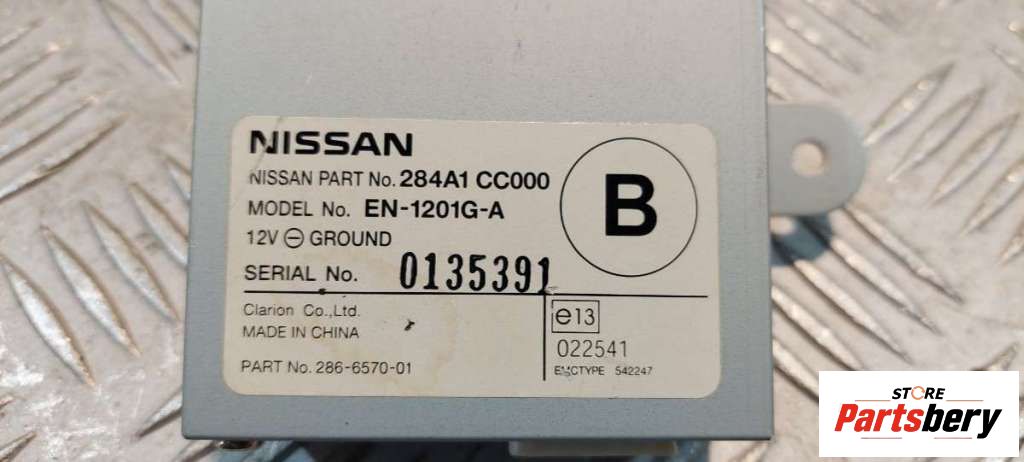 NISSAN
NISSAN PART No. 284A1 CC000
MODEL No. EN-1201G-A
12V ⊖ GROUND
SERIAL No. 0135391
B
Clarion Co.,Ltd.
MADE IN CHINA
PART No. 286-6570-01
e13
022541
EMCTYPE 542247
STORE
Partsbery